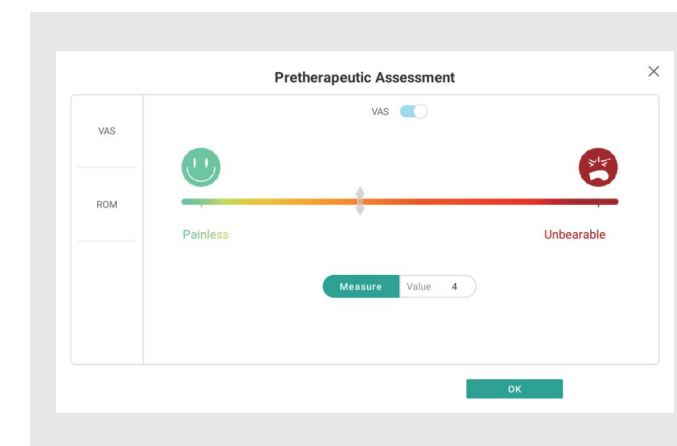 Pretherapeutic Assessment
VAS
VAS
ROM
Painless
Unbearable
Measure Value 4
OK